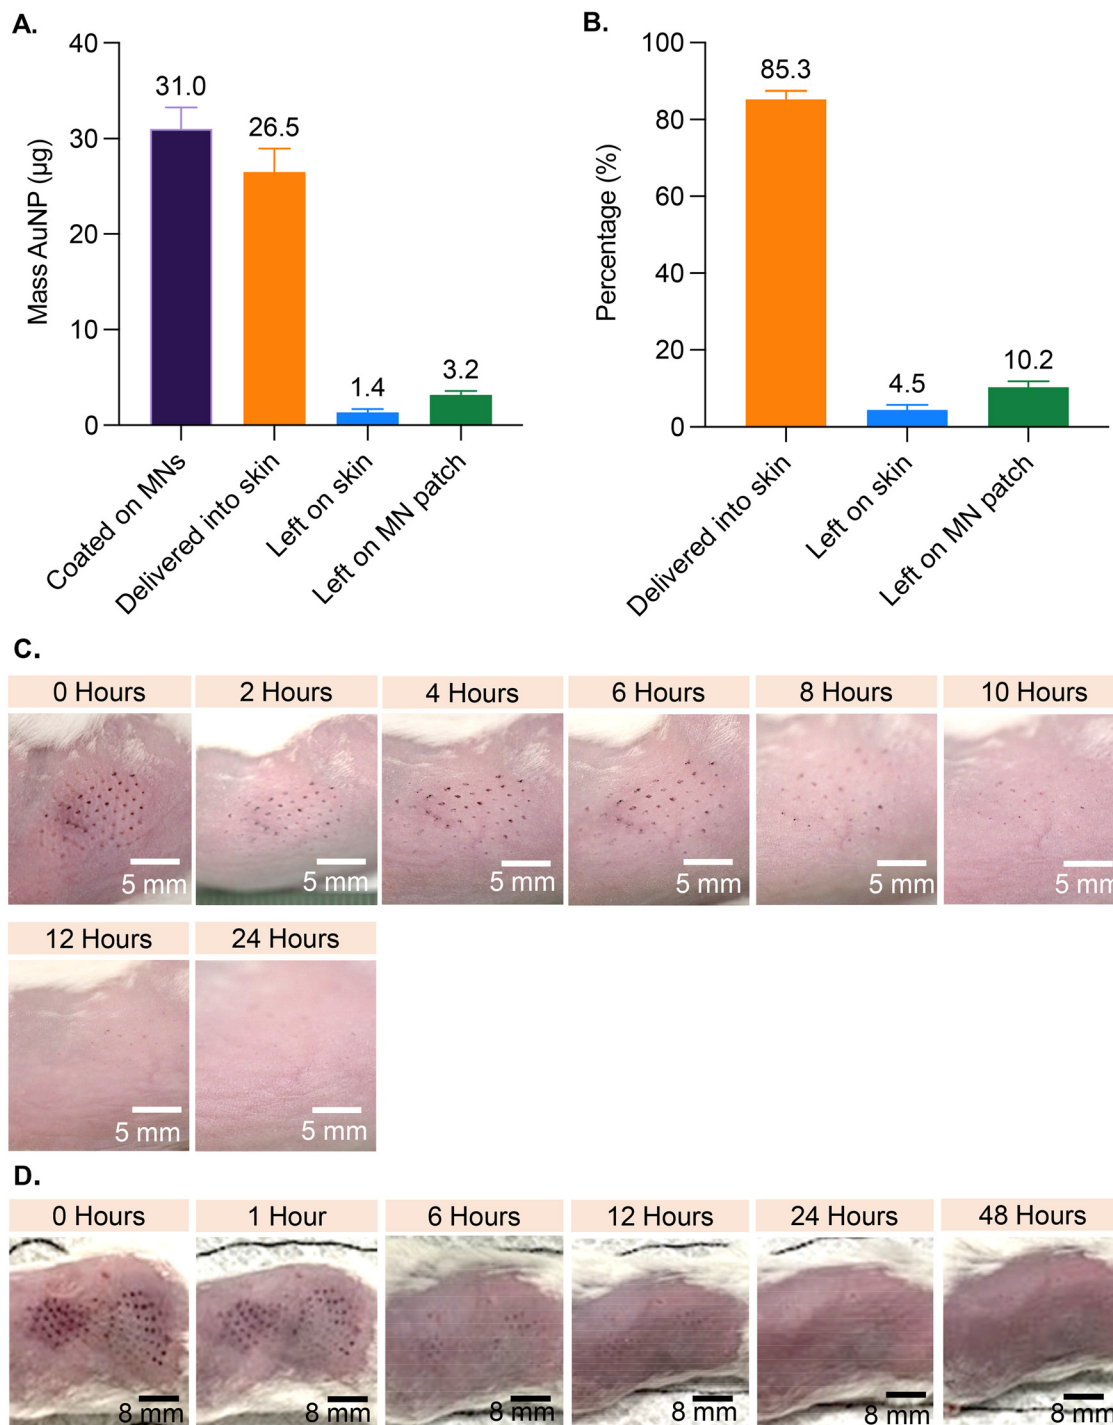 A.
Mass AuNP (µg)
40
30
20
10
0
31.0
26.5
1.4
3.2
Coated on MNs
Delivered into skin
Left on skin
Left on MN patch
B.
Percentage (%)
100
80
60
40
20
0
85.3
4.5
10.2
Delivered into skin
Left on skin
Left on MN patch
C.
0 Hours
2 Hours
4 Hours
6 Hours
8 Hours
10 Hours
5 mm
5 mm
5 mm
5 mm
5 mm
5 mm
12 Hours
24 Hours
5 mm
5 mm
D.
0 Hours
1 Hour
6 Hours
12 Hours
24 Hours
48 Hours
8 mm
8 mm
8 mm
8 mm
8 mm
8 mm